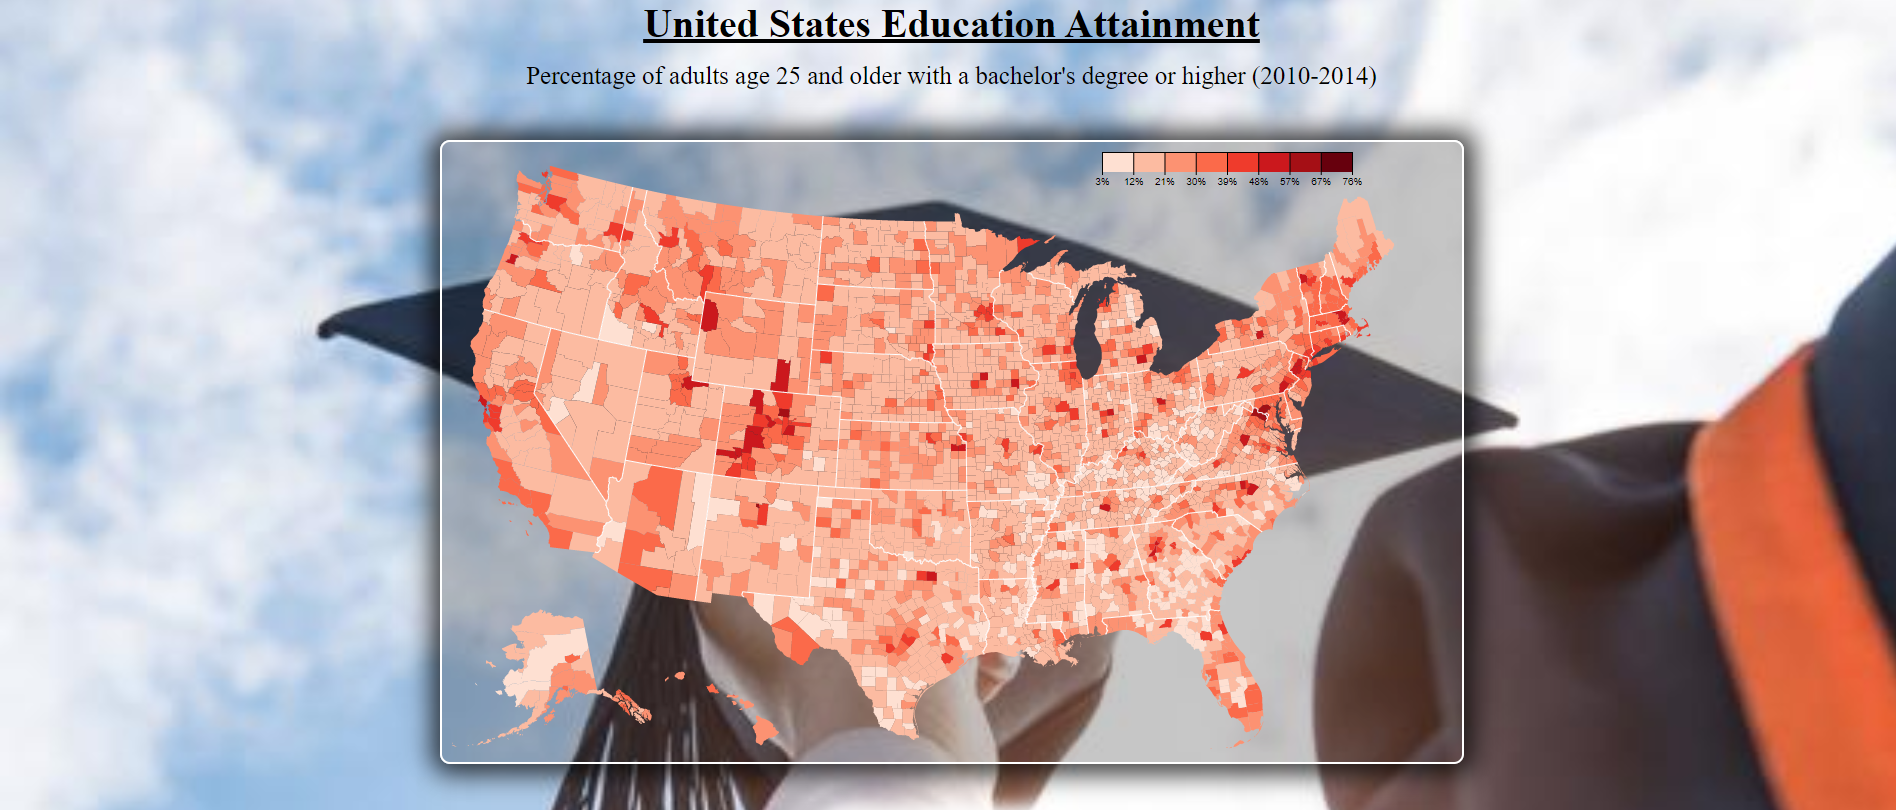 United States Education Attainment
Percentage of adults age 25 and older with a bachelor's degree or higher (2010-2014)
3% 12% 21% 30% 39% 48% 57% 67% 76%